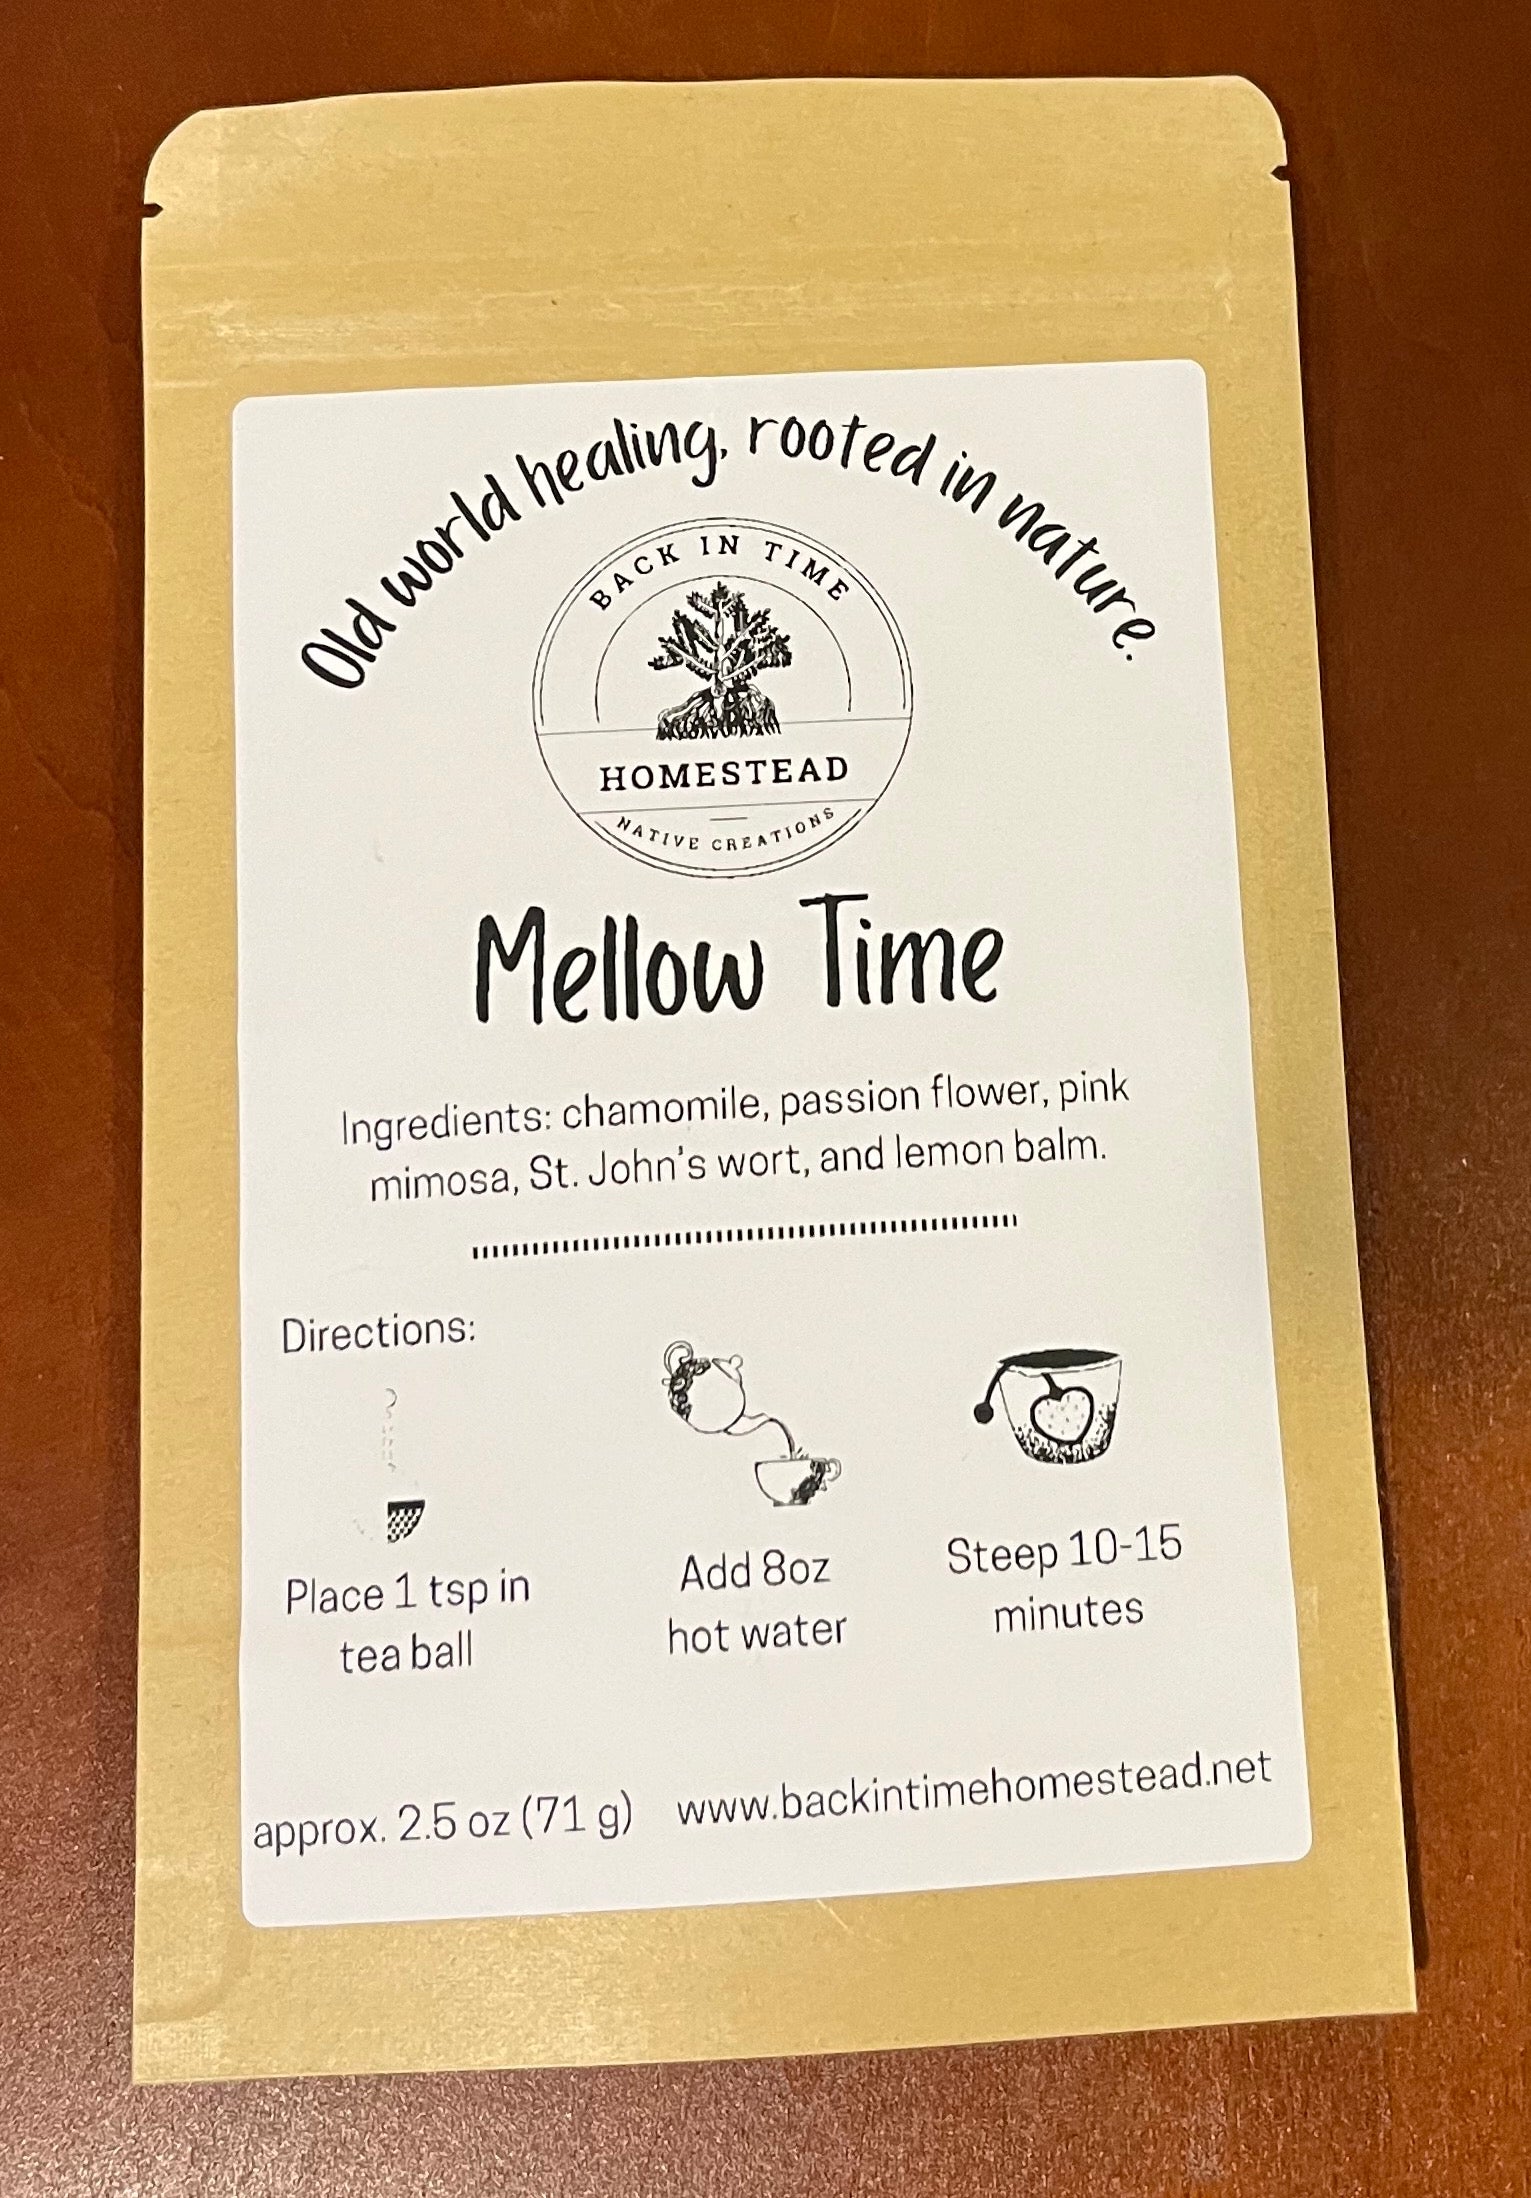 Old world healing, rooted in nature.
BACK IN TIME
HOMESTEAD
NATIVE CREATIONS
Mellow Time
Ingredients: chamomile, passion flower, pink
mimosa, St. John's wort, and lemon balm.
Directions:
Place 1 tsp in
tea ball
Add 8oz
hot water
Steep 10-15
minutes
approx. 2.5 oz (71 g) www.backintimehomestead.net